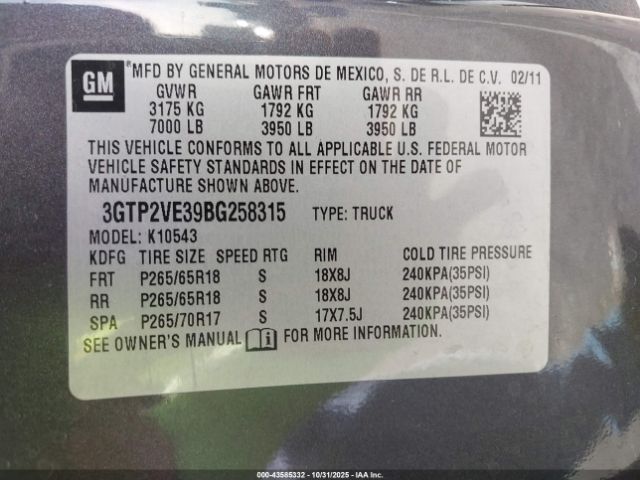 GM
*MFD BY GENERAL MOTORS DE MEXICO, S. DE R.L. DE C.V. 02/11
GVWR GAWR FRT GAWR RR
3175 KG 1792 KG 1792 KG
7000 LB 3950 LB 3950 LB
THIS VEHICLE CONFORMS TO ALL APPLICABLE U.S. FEDERAL MOTOR
VEHICLE SAFETY STANDARDS IN EFFECT ON THE DATE OF
MANUFACTURE SHOWN ABOVE.
3GTP2VE39BG258315 TYPE: TRUCK
MODEL: K10543
KDFG TIRE SIZE SPEED RTG RIM COLD TIRE PRESSURE
FRT P265/65R18 S 18X8J 240KPA(35PSI)
RR P265/65R18 S 18X8J 240KPA(35PSI)
SPA P265/70R17 S 17X7.5J 240KPA(35PSI)
SEE OWNER'S MANUAL i FOR MORE INFORMATION.
000-43585332 - 10/31/2025 - IAAI.COM